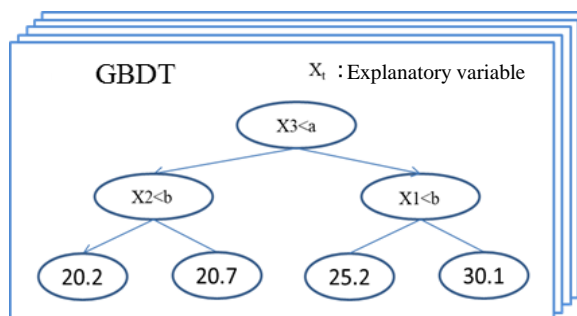 GBDT
Xt：Explanatory variable
X3<a
X2<b
X1<b
20.2
20.7
25.2
30.1